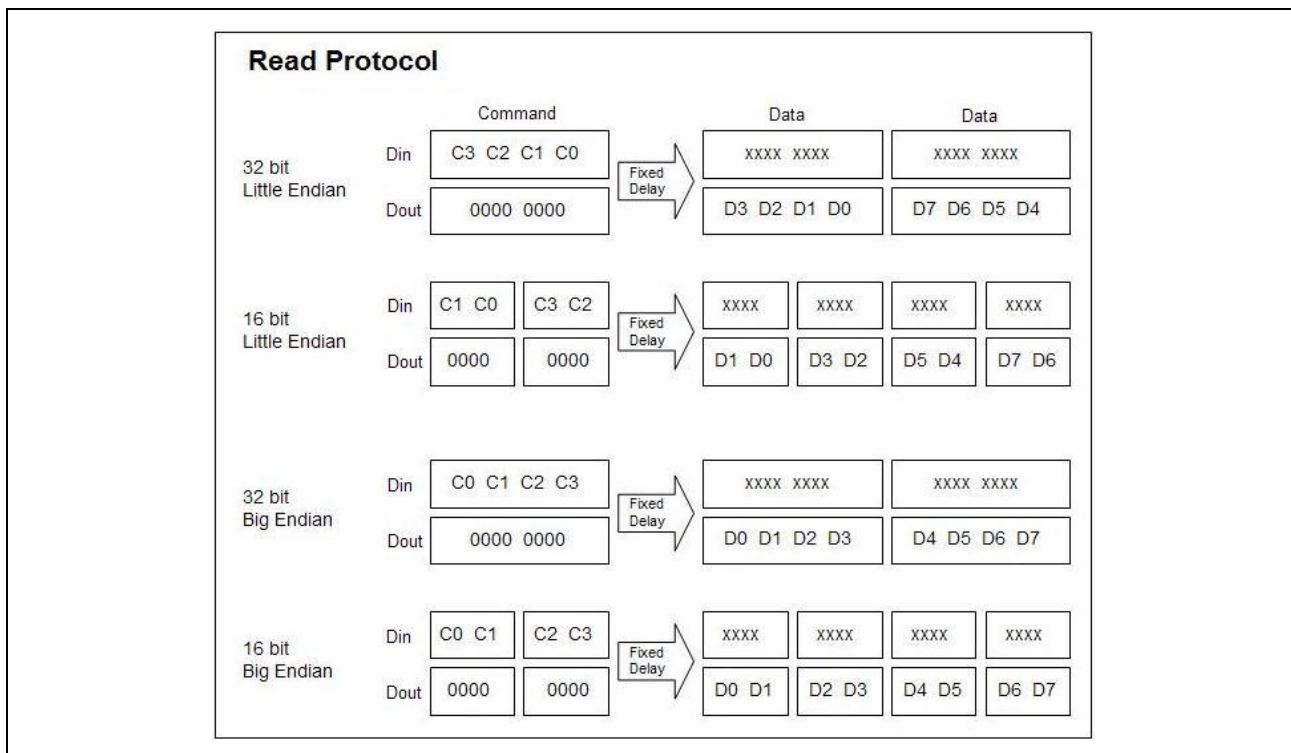 Read Protocol
Command Data Data
32 bit
Little Endian
Din C3 C2 C1 C0 Fixed Delay XXXX XXXX XXXX XXXX
Dout 0000 0000 D3 D2 D1 D0 D7 D6 D5 D4
16 bit
Little Endian
Din C1 C0 C3 C2 Fixed Delay XXXX XXXX XXXX XXXX
Dout 0000 0000 D1 D0 D3 D2 D5 D4 D7 D6
32 bit
Big Endian
Din C0 C1 C2 C3 Fixed Delay XXXX XXXX XXXX XXXX
Dout 0000 0000 D0 D1 D2 D3 D4 D5 D6 D7
16 bit
Big Endian
Din C0 C1 C2 C3 Fixed Delay XXXX XXXX XXXX XXXX
Dout 0000 0000 D0 D1 D2 D3 D4 D5 D6 D7